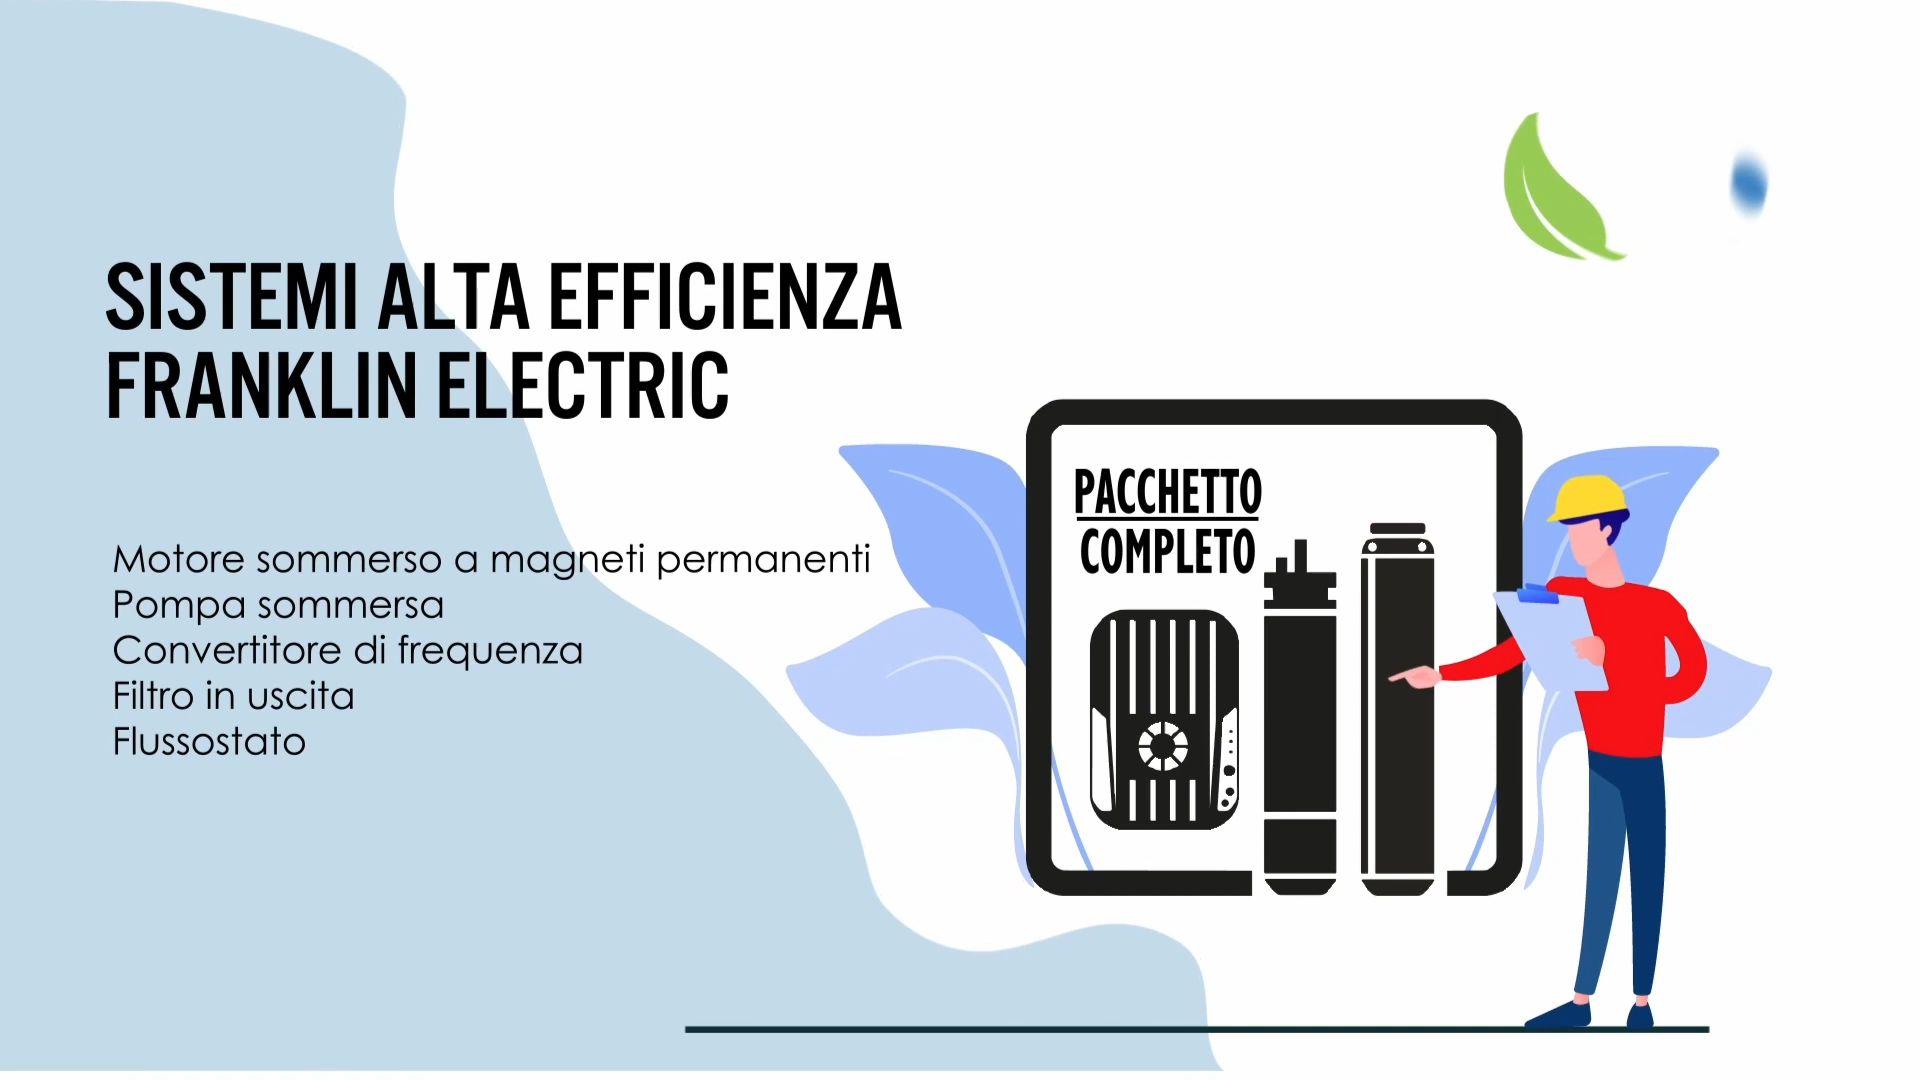 SISTEMI ALTA EFFICIENZA
FRANKLIN ELECTRIC
Motore sommerso a magneti permanenti
Pompa sommersa
Convertitore di frequenza
Filtro in uscita
Flussostato
PACCHETTO
COMPLETO